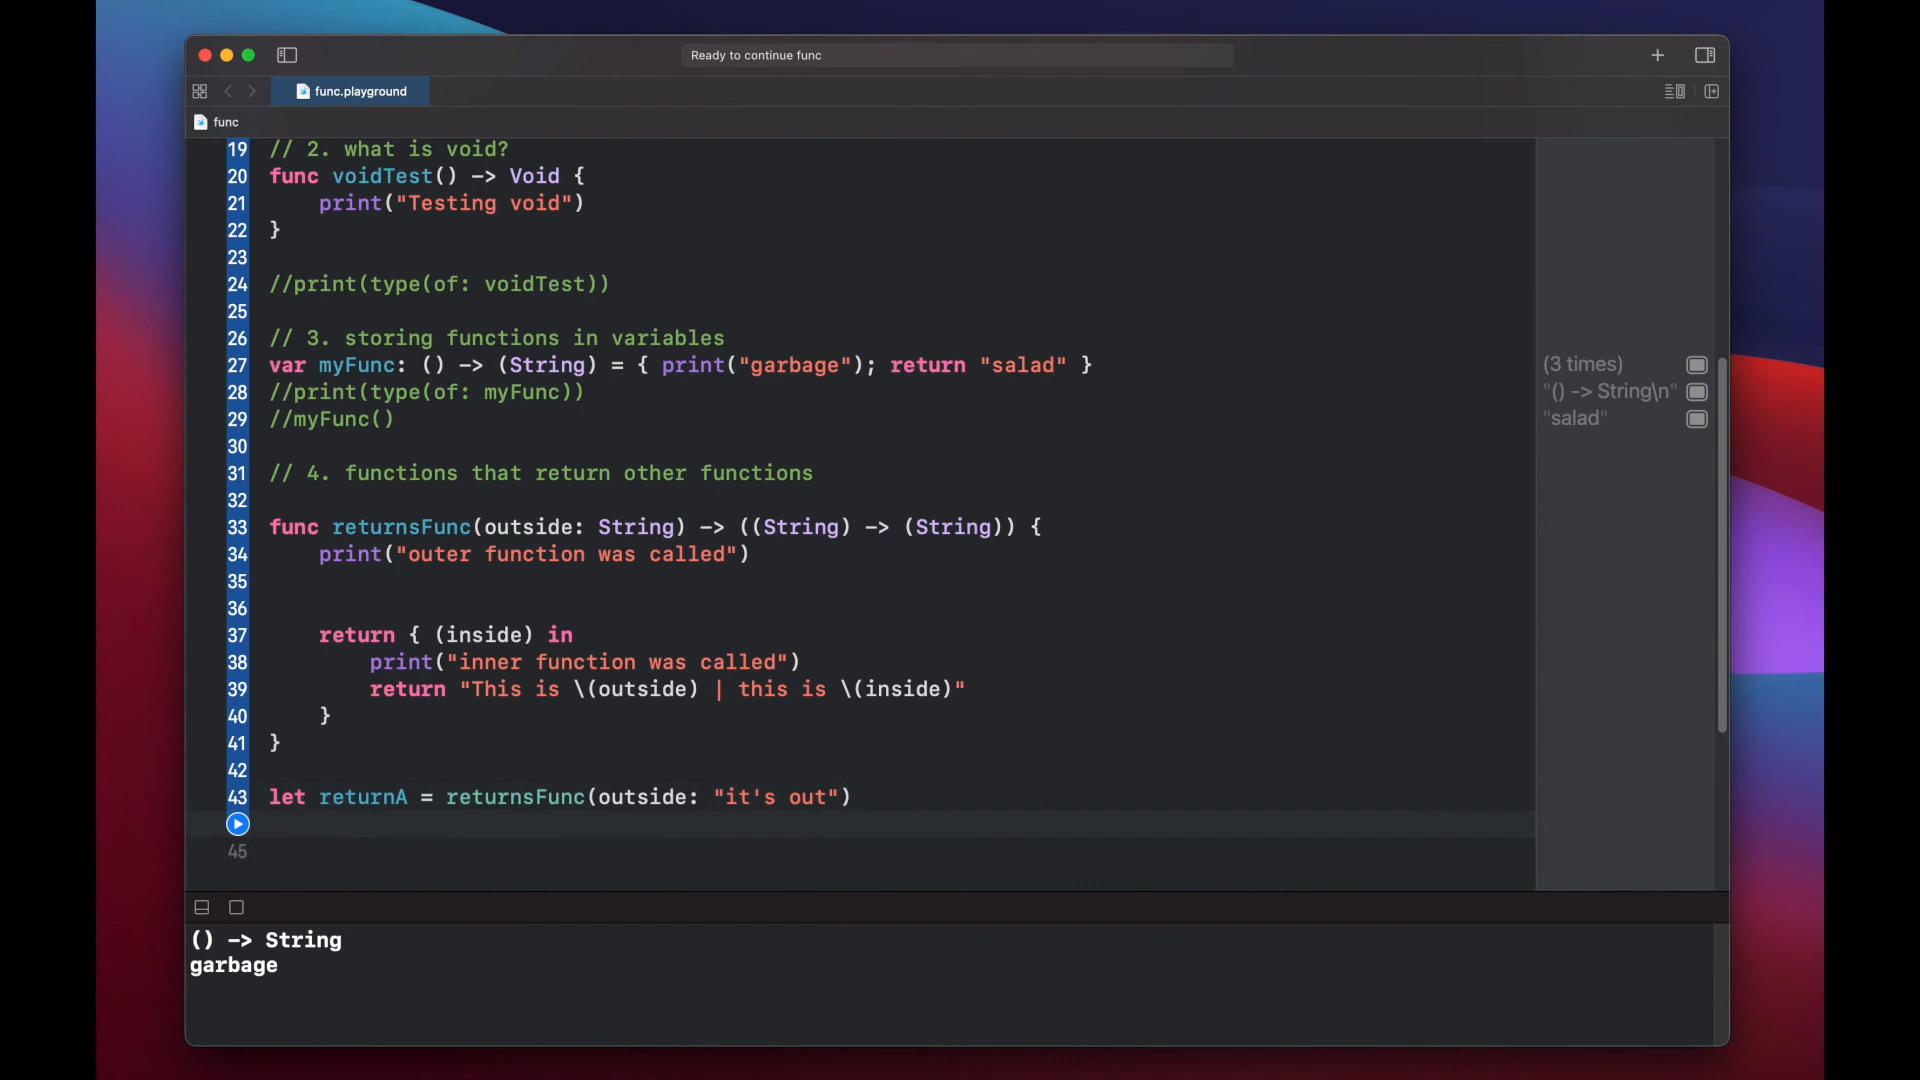 Ready to continue func
func.playground
func
19 // 2. what is void?
20 func voidTest() -> Void {
21     print("Testing void")
22 }
23
24 //print(type(of: voidTest))
25
26 // 3. storing functions in variables
27 var myFunc: () -> (String) = { print("garbage"); return "salad" }
(3 times)
28 //print(type(of: myFunc))
"() -> String\n"
29 //myFunc()
"salad"
30
31 // 4. functions that return other functions
32
33 func returnsFunc(outside: String) -> ((String) -> (String)) {
34     print("outer function was called")
35
36
37     return { (inside) in
38         print("inner function was called")
39         return "This is \(outside) | this is \(inside)"
40     }
41 }
42
43 let returnA = returnsFunc(outside: "it's out")
45
() -> String
garbage